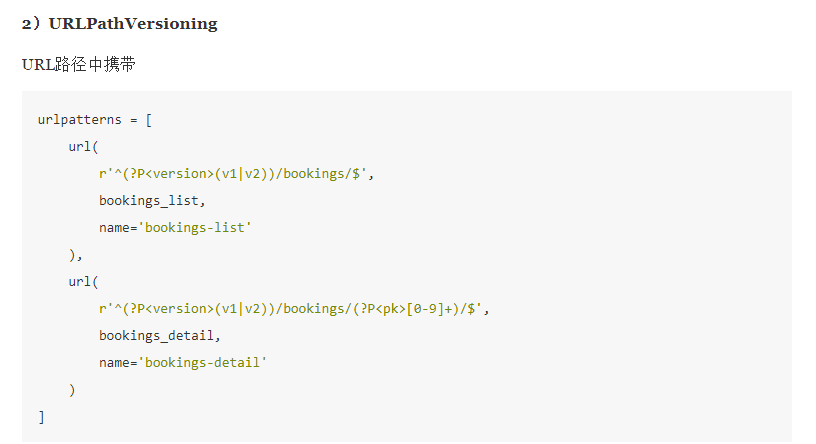 2）URLPathVersioning
URL路径中携带
urlpatterns = [
    url(
        r'^(?P<version>(v1|v2))/bookings/$',
        bookings_list,
        name='bookings-list'
    ),
    url(
        r'^(?P<version>(v1|v2))/bookings/(?P<pk>[0-9]+)/$',
        bookings_detail,
        name='bookings-detail'
    )
]